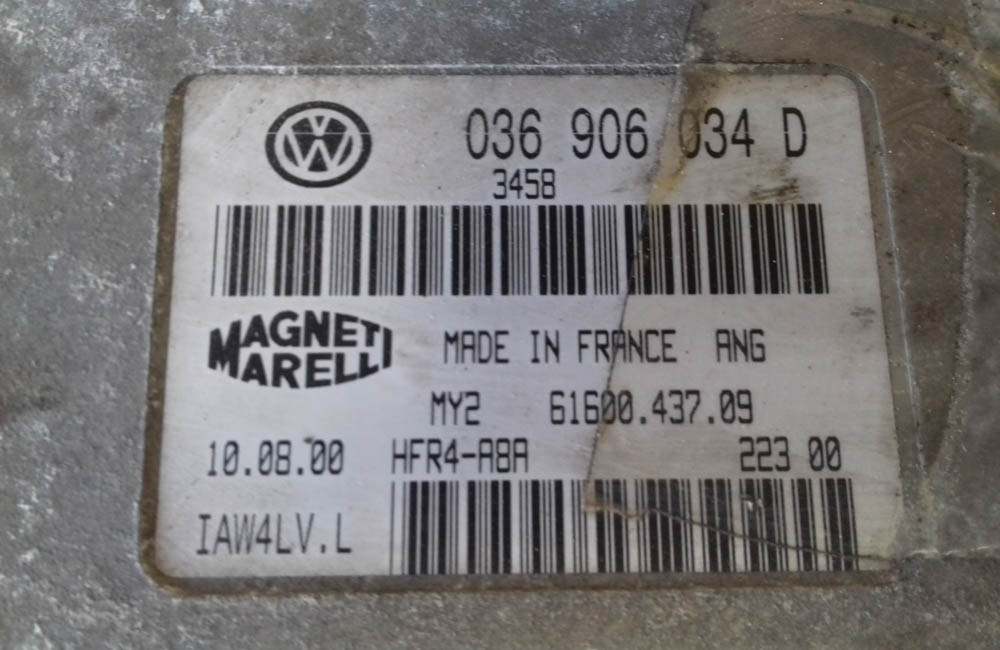 036 906 034 D
3458
MAGNETI MARELLI
MADE IN FRANCE ANG
MY2 61600.437.09
10.08.00 HFR4-A8A 223 00
IAW4LV.L